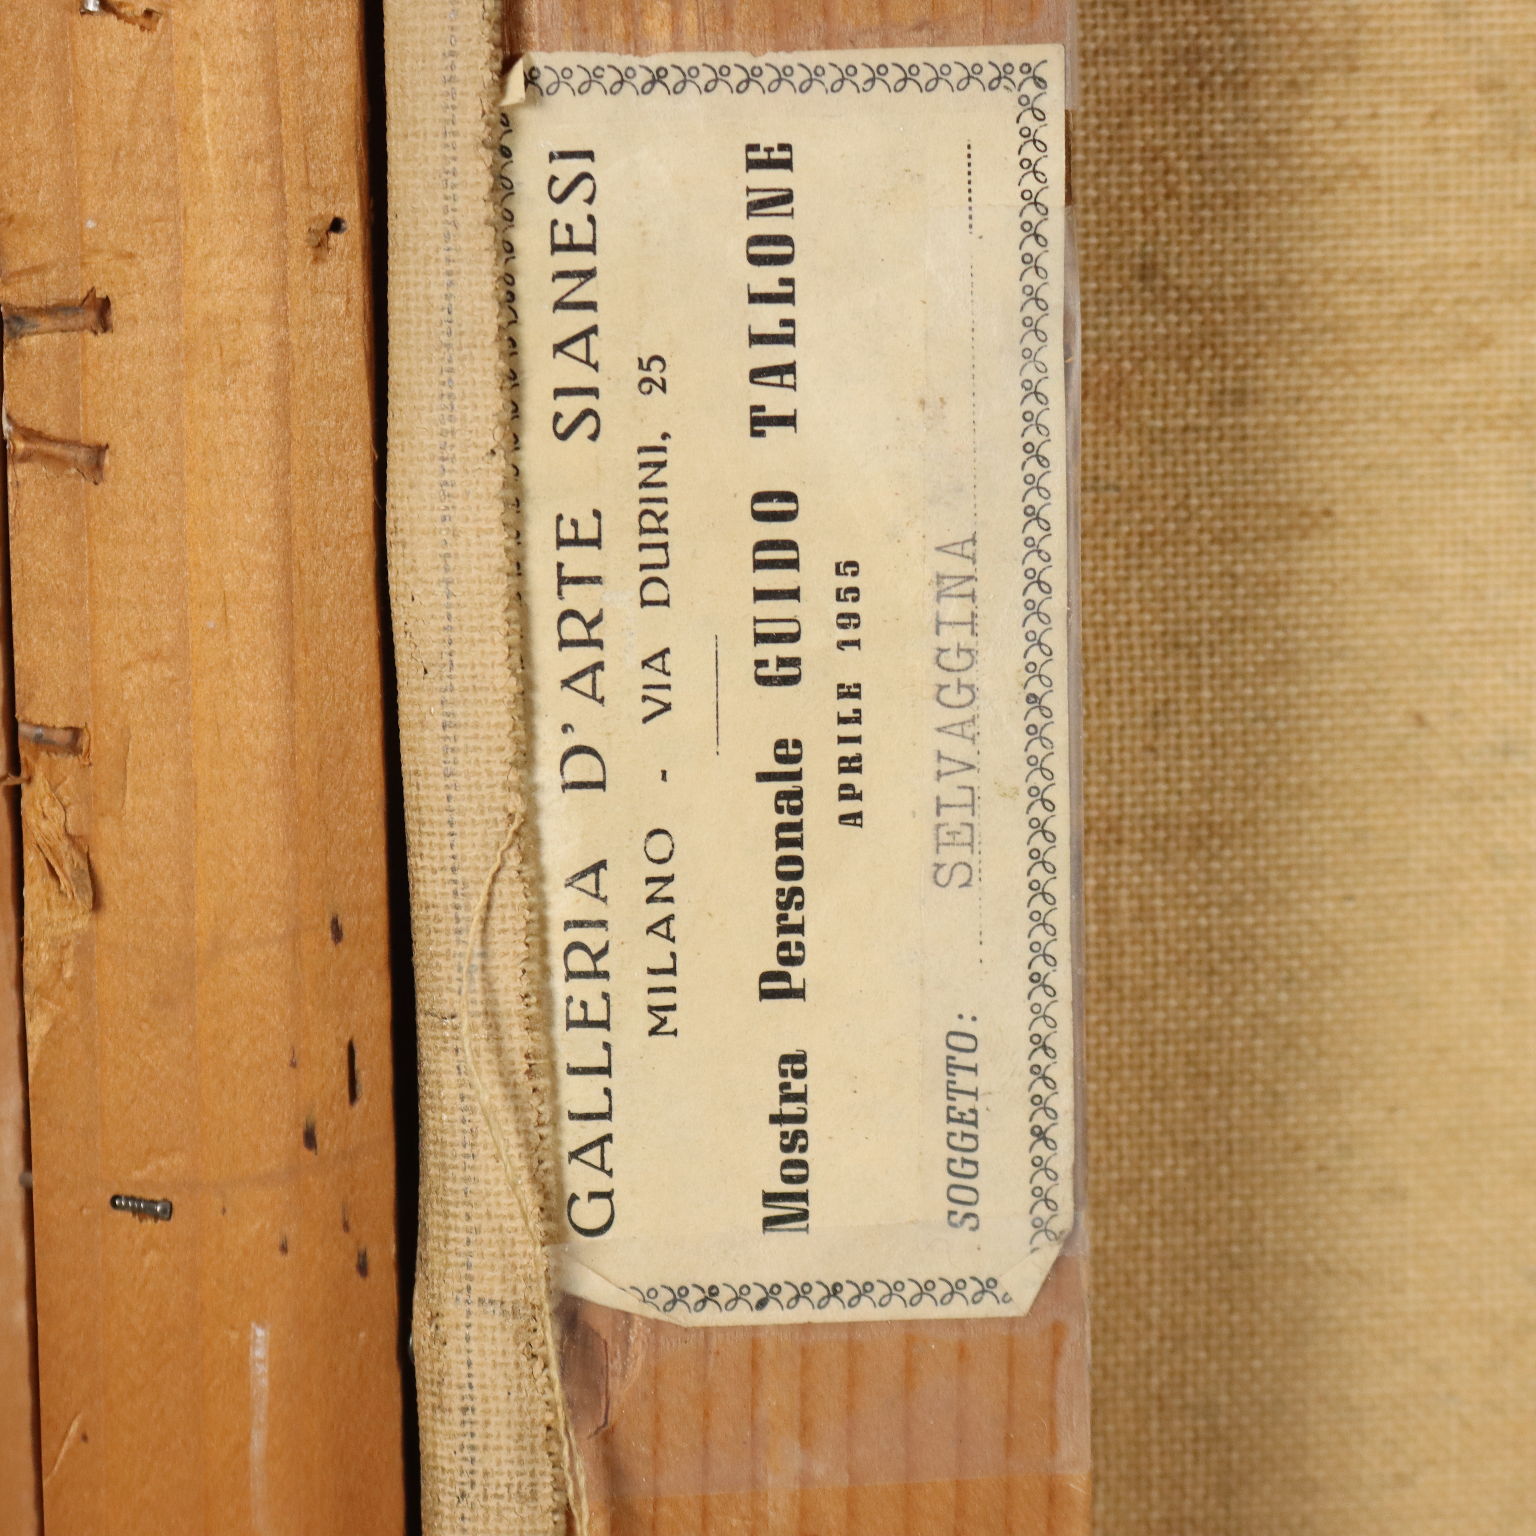 GALLERIA D'ARTE SIANESI
MILANO - VIA DURINI, 25
Mostra Personale GUIDO TALLONE
APRILE 1955
SOGGETTO: SELVAGGINA